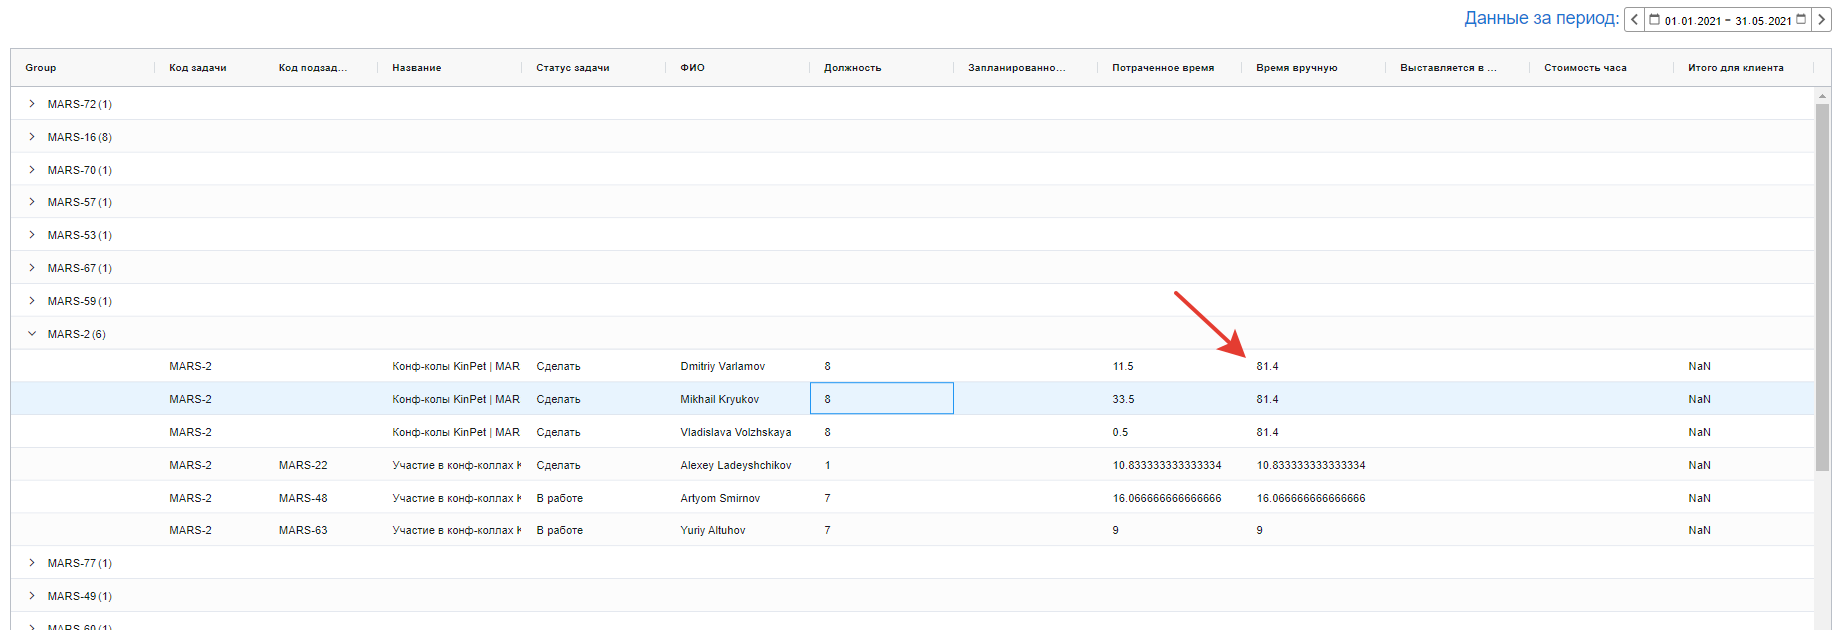 Данные за период: 01.01.2021 – 31.05.2021
Group Код задачи Код подзад... Название Статус задачи ФИО Должность Запланированно... Потраченное время Время вручную Выставляется в ... Стоимость часа Итого для клиента
MARS-72 (1)
MARS-16 (8)
MARS-70 (1)
MARS-57 (1)
MARS-53 (1)
MARS-67 (1)
MARS-59 (1)
MARS-2 (6)
MARS-2 Конф-колы KinPet | MAR Сделать Dmitriy Varlamov 8 11.5 81.4 NaN
MARS-2 Конф-колы KinPet | MAR Сделать Mikhail Kryukov 8 33.5 81.4 NaN
MARS-2 Конф-колы KinPet | MAR Сделать Vladislava Volzhskaya 8 0.5 81.4 NaN
MARS-2 MARS-22 Участие в конф-коллах K Сделать Alexey Ladeyshchikov 1 10.833333333333334 10.833333333333334 NaN
MARS-2 MARS-48 Участие в конф-коллах K В работе Artyom Smirnov 7 16.066666666666666 16.066666666666666 NaN
MARS-2 MARS-63 Участие в конф-коллах K В работе Yuriy Altuhov 7 9 9 NaN
MARS-77 (1)
MARS-49 (1)
MARS-60 (1)